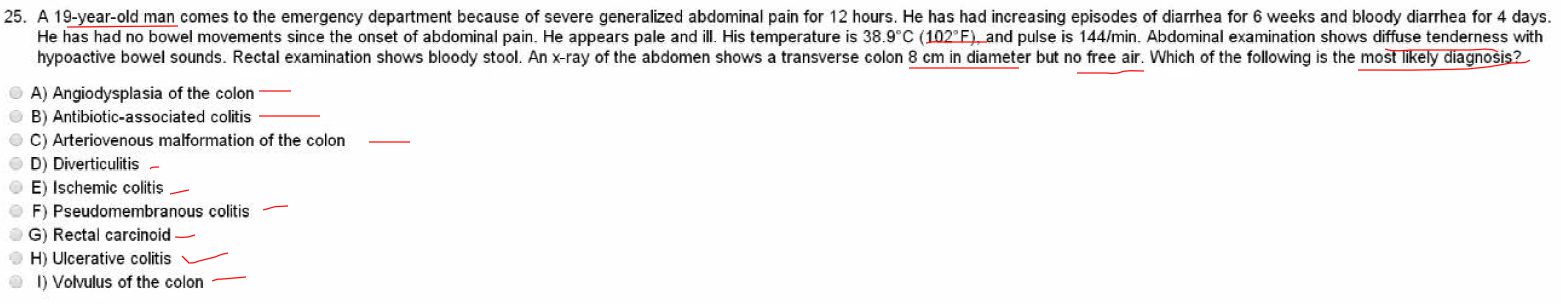 25. A 19-year-old man comes to the emergency department because of severe generalized abdominal pain for 12 hours. He has had increasing episodes of diarrhea for 6 weeks and bloody diarrhea for 4 days.
He has had no bowel movements since the onset of abdominal pain. He appears pale and ill. His temperature is 38.9°C (102°F), and pulse is 144/min. Abdominal examination shows diffuse tenderness with
hypoactive bowel sounds. Rectal examination shows bloody stool. An x-ray of the abdomen shows a transverse colon 8 cm in diameter but no free air. Which of the following is the most likely diagnosis?
A) Angiodysplasia of the colon
B) Antibiotic-associated colitis
C) Arteriovenous malformation of the colon
D) Diverticulitis
E) Ischemic colitis
F) Pseudomembranous colitis
G) Rectal carcinoid
H) Ulcerative colitis
I) Volvulus of the colon